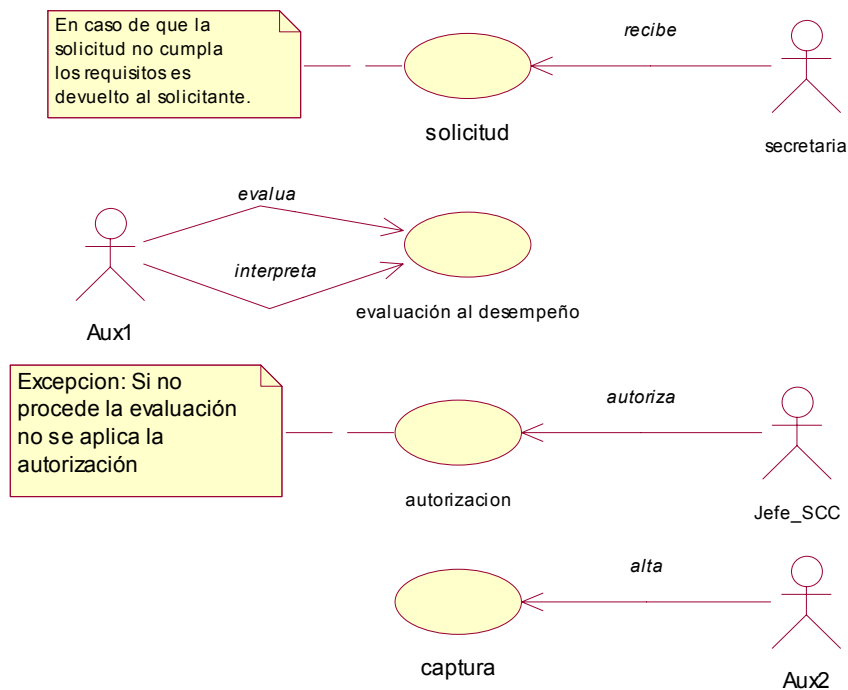 En caso de que la
solicitud no cumpla
los requisitos es
devuelto al solicitante.
recibe
solicitud
secretaria
evalua
interpreta
evaluación al desempeño
Aux1
Excepcion: Si no
procede la evaluación
no se aplica la
autorización
autoriza
autorizacion
Jefe_SCC
alta
captura
Aux2